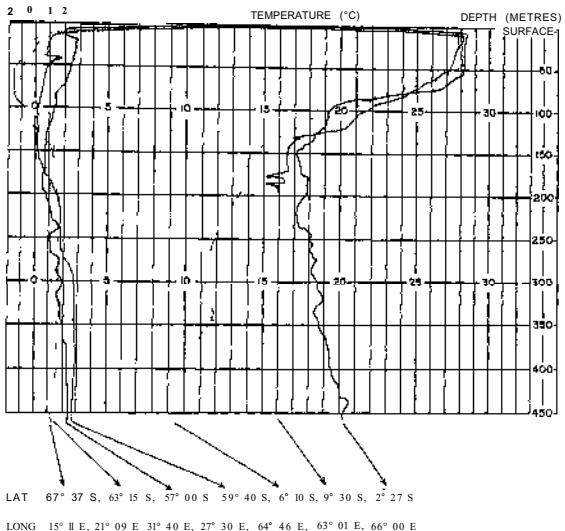 2 0 1 2 TEMPERATURE (°C) DEPTH (METRES)
SURFACE
50
0 5 10 15 20 25 30 100
150
200
250
0 5 10 15 20 25 30 300
350
400
450
LAT 67° 37 S, 63° 15 S, 57° 00 S 59° 40 S, 6° 10 S, 9° 30 S, 2° 27 S
LONG 15° 11 E, 21° 09 E 31° 40 E, 27° 30 E, 64° 46 E, 63° 01 E, 66° 00 E